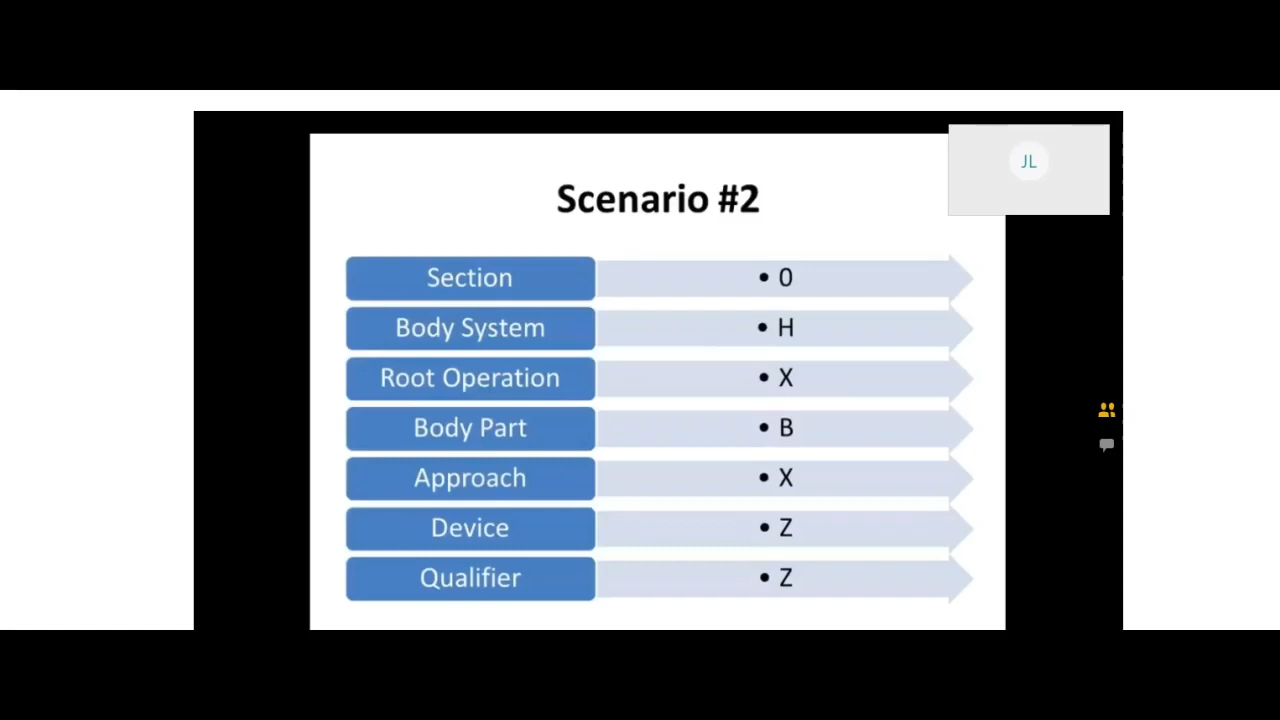 JL
Scenario #2
Section • 0
Body System • H
Root Operation • X
Body Part • B
Approach • X
Device • Z
Qualifier • Z